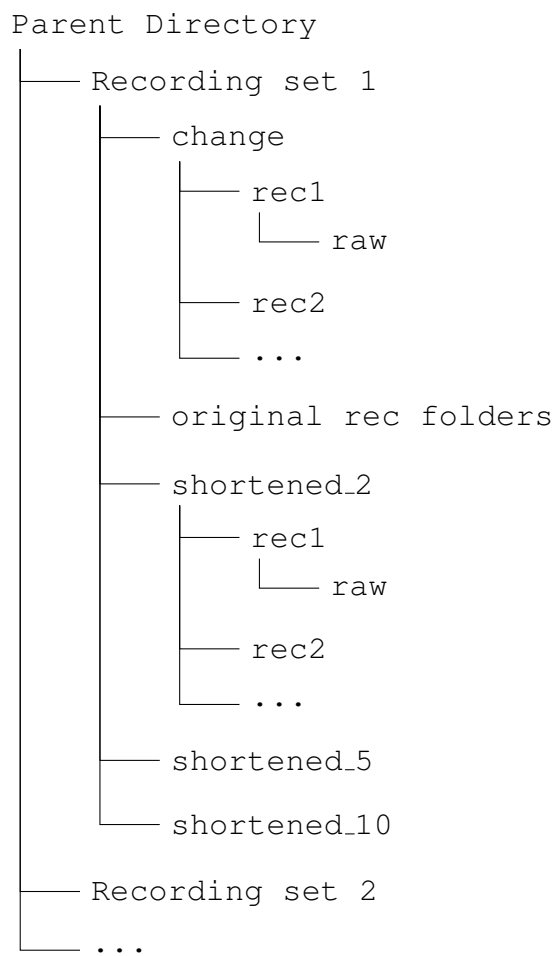 Parent Directory
Recording set 1
change
rec1
raw
rec2
...
original rec folders
shortened_2
rec1
raw
rec2
...
shortened_5
shortened_10
Recording set 2
...